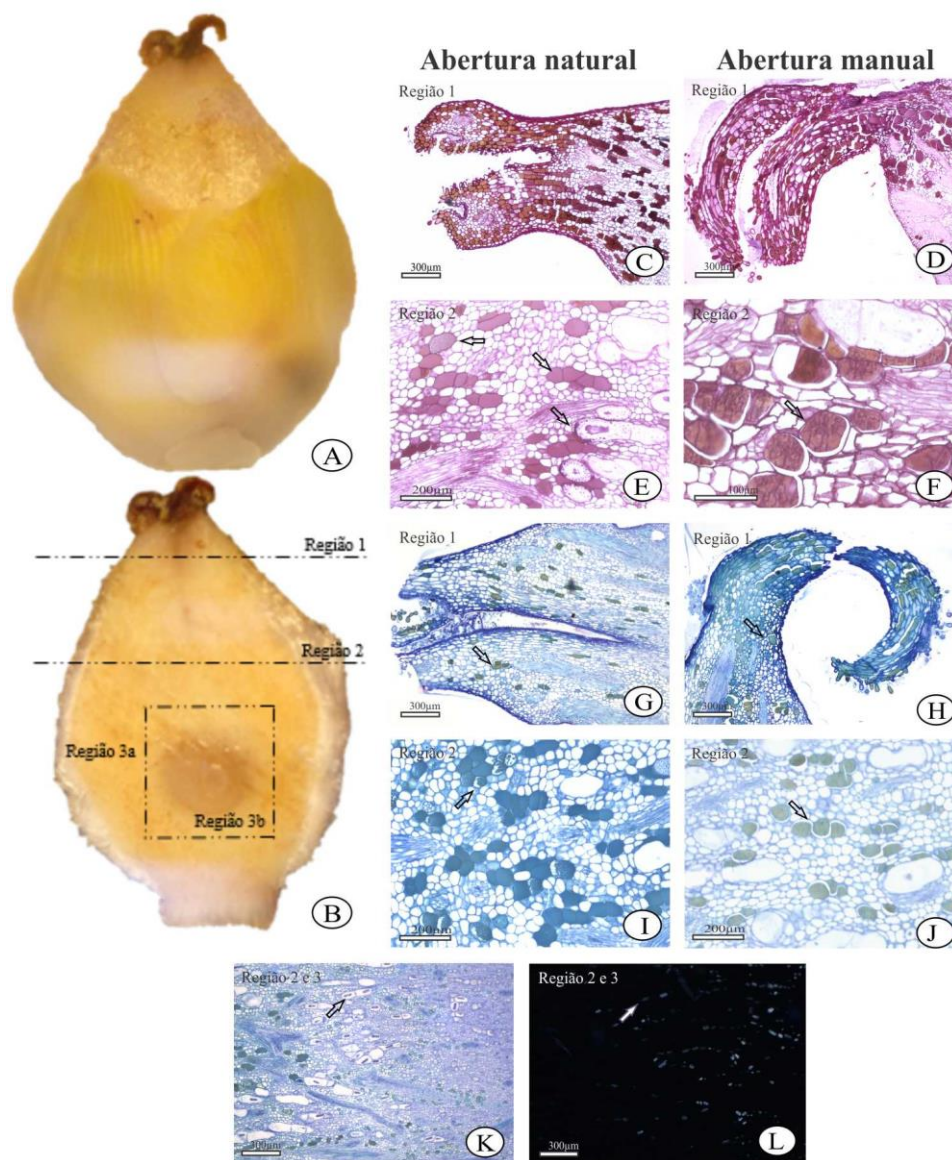 Abertura natural
Abertura manual
Região 1
300µm
C
Região 1
300µm
D
A
Região 2
200µm
E
Região 2
100µm
F
Região 1
Região 2
Região 3a
Região 3b
B
Região 1
300µm
G
Região 1
300µm
H
Região 2
200µm
I
Região 2
200µm
J
Região 2 e 3
300µm
K
Região 2 e 3
300µm
L